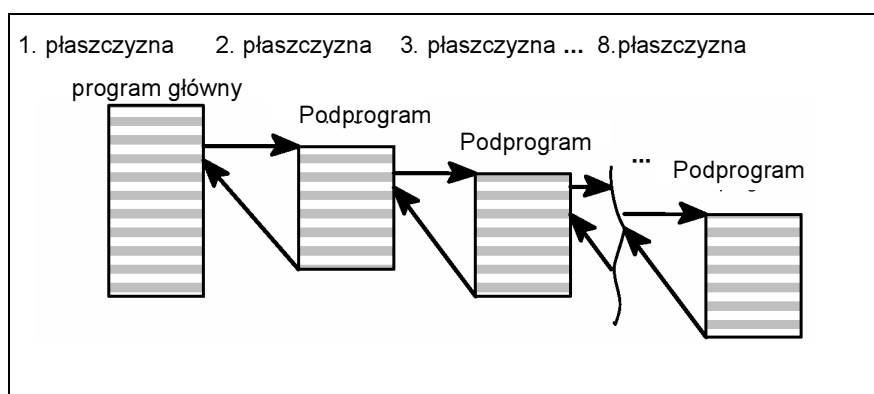 1. płaszczyzna 2. płaszczyzna 3. płaszczyzna ... 8.płaszczyzna
program główny
Podprogram
Podprogram
...
Podprogram